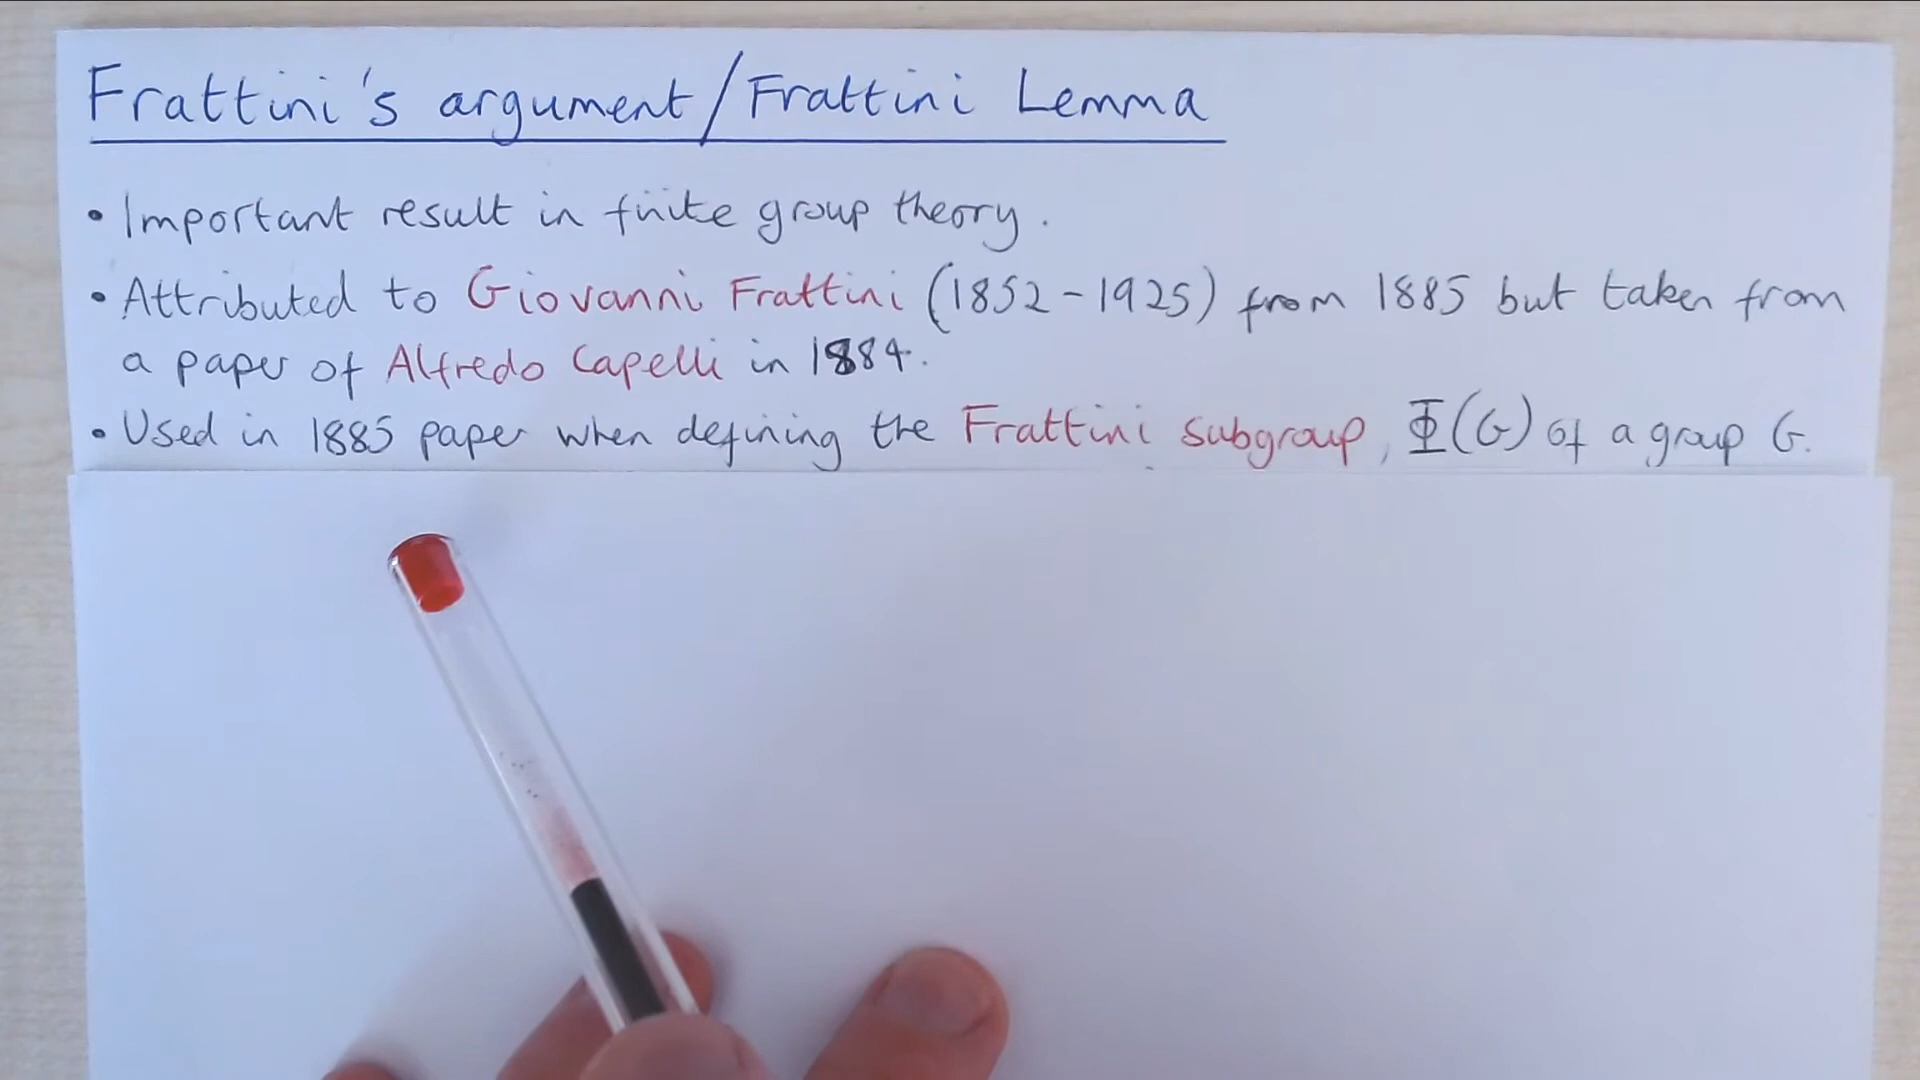 Frattini's argument/Frattini Lemma
• Important result in finite group theory.
• Attributed to Giovanni Frattini (1852-1925) from 1885 but taken from
a paper of Alfredo Capelli in 1884.
• Used in 1885 paper when defining the Frattini subgroup, Φ(G) of a group G.